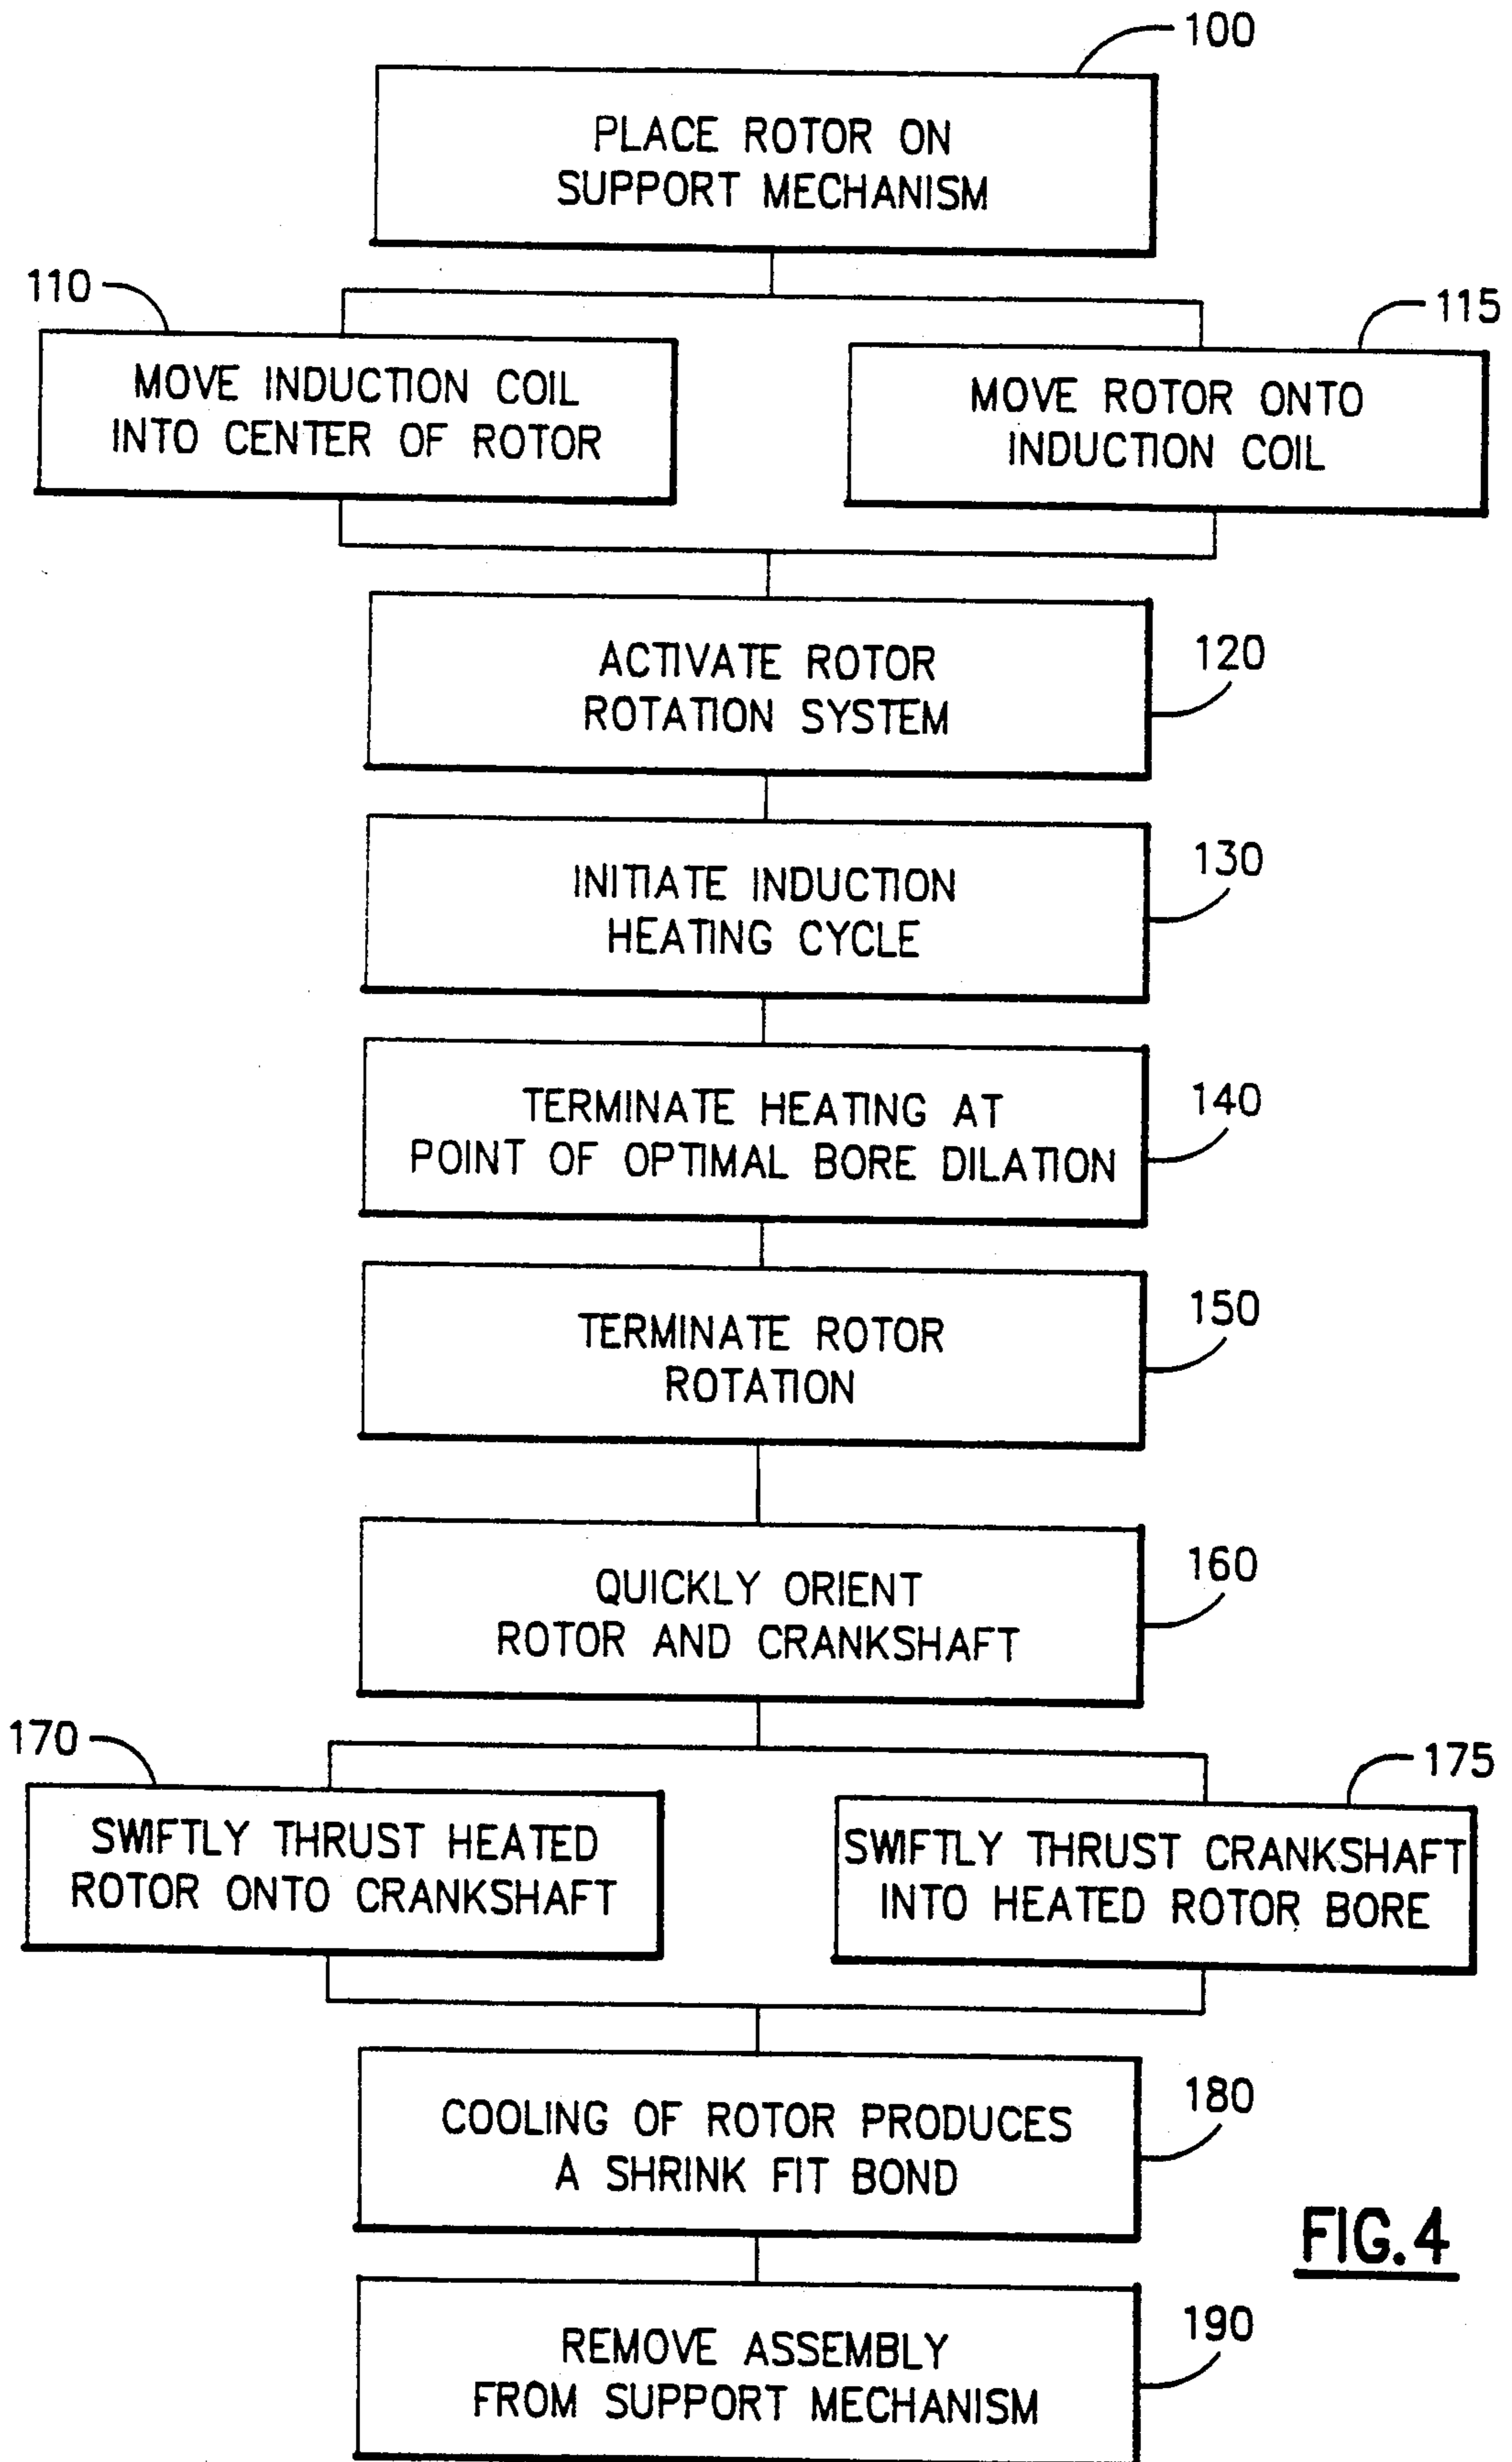 100
PLACE ROTOR ON
SUPPORT MECHANISM
110
MOVE INDUCTION COIL
INTO CENTER OF ROTOR
115
MOVE ROTOR ONTO
INDUCTION COIL
ACTIVATE ROTOR
ROTATION SYSTEM
120
INITIATE INDUCTION
HEATING CYCLE
130
TERMINATE HEATING AT
POINT OF OPTIMAL BORE DILATION
140
TERMINATE ROTOR
ROTATION
150
QUICKLY ORIENT
ROTOR AND CRANKSHAFT
160
170
SWIFTLY THRUST HEATED
ROTOR ONTO CRANKSHAFT
175
SWIFTLY THRUST CRANKSHAFT
INTO HEATED ROTOR BORE
COOLING OF ROTOR PRODUCES
A SHRINK FIT BOND
180
REMOVE ASSEMBLY
FROM SUPPORT MECHANISM
190
FIG.4